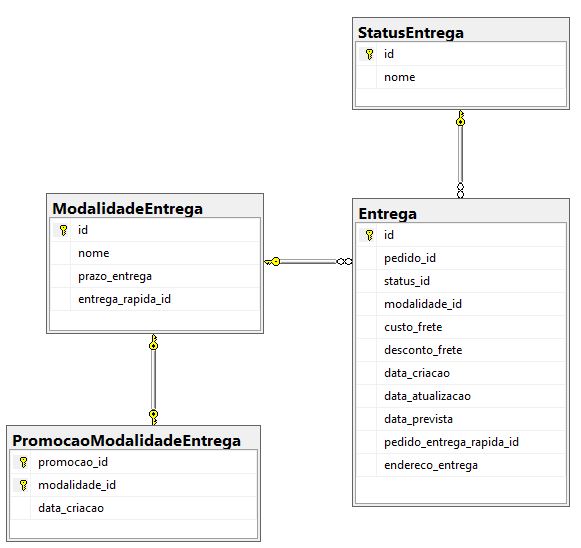 StatusEntrega
id
nome
ModalidadeEntrega
id
nome
prazo_entrega
entrega_rapida_id
Entrega
id
pedido_id
status_id
modalidade_id
custo_frete
desconto_frete
data_criacao
data_atualizacao
data_prevista
pedido_entrega_rapida_id
endereco_entrega
PromocaoModalidadeEntrega
promocao_id
modalidade_id
data_criacao